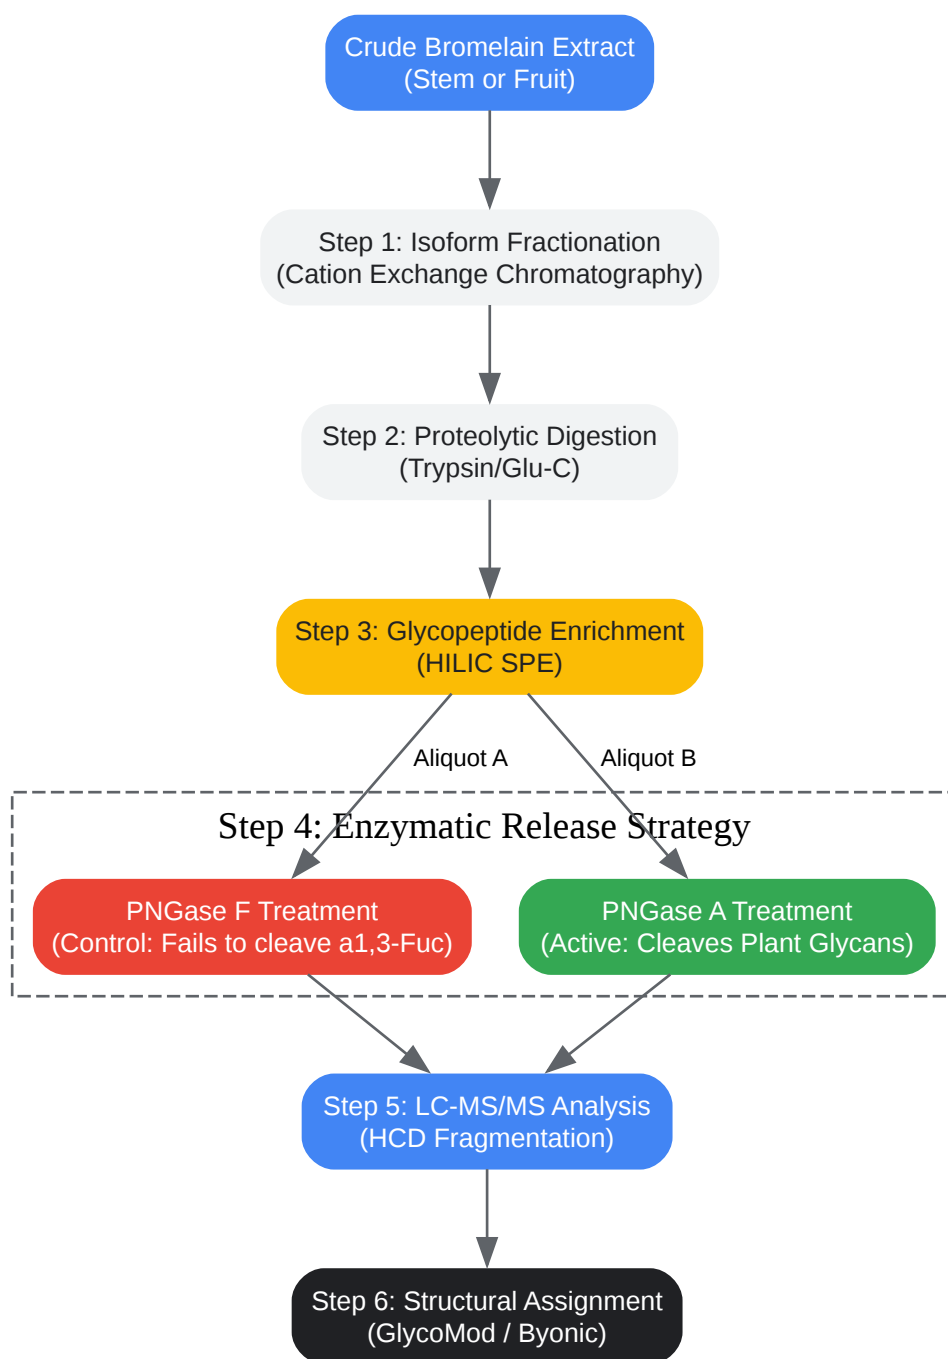 Crude Bromelain Extract
(Stem or Fruit)
Step 1: Isoform Fractionation
(Cation Exchange Chromatography)
Step 2: Proteolytic Digestion
(Trypsin/Glu-C)
Step 3: Glycopeptide Enrichment
(HILIC SPE)
Aliquot A
Aliquot B
Step 4: Enzymatic Release Strategy
PNGase F Treatment
(Control: Fails to cleave a1,3-Fuc)
PNGase A Treatment
(Active: Cleaves Plant Glycans)
Step 5: LC-MS/MS Analysis
(HCD Fragmentation)
Step 6: Structural Assignment
(GlycoMod / Byonic)